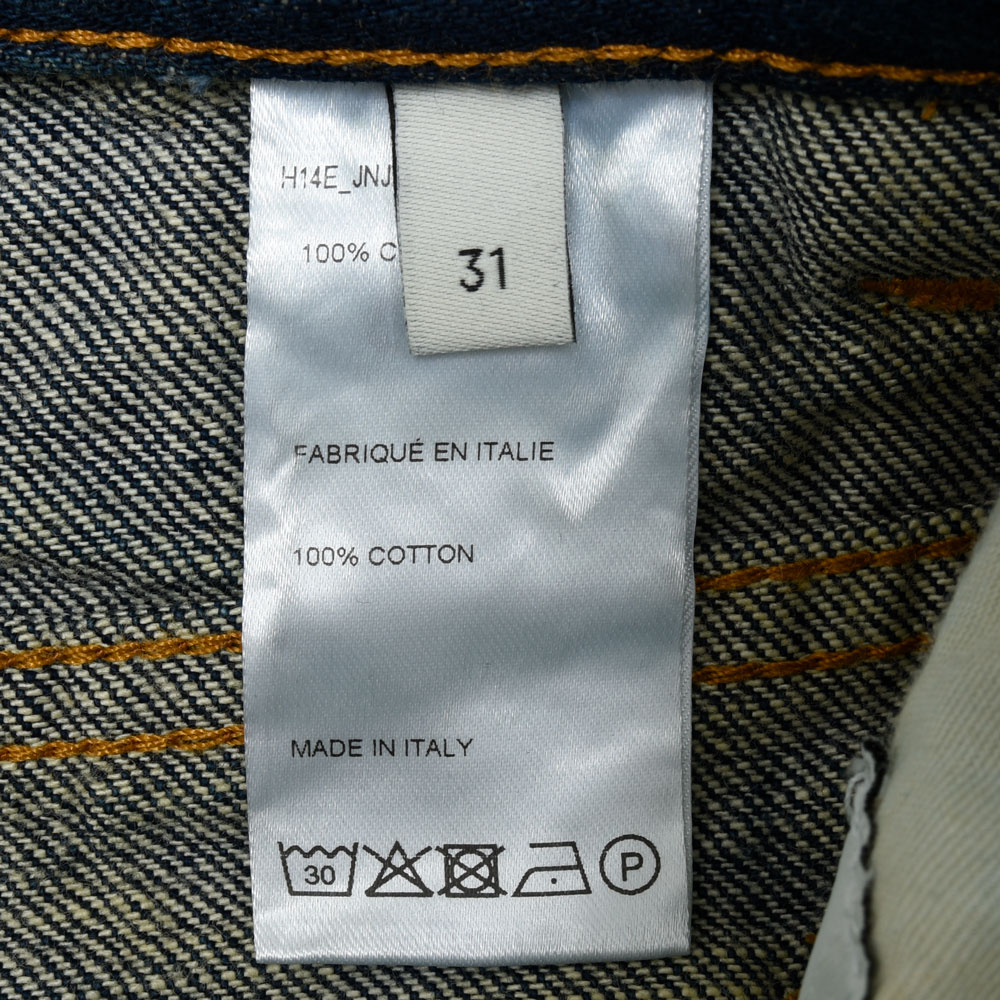 H14E_JNJ
31
100% C
FABRIQUÉ EN ITALIE
100% COTTON
MADE IN ITALY
30
P